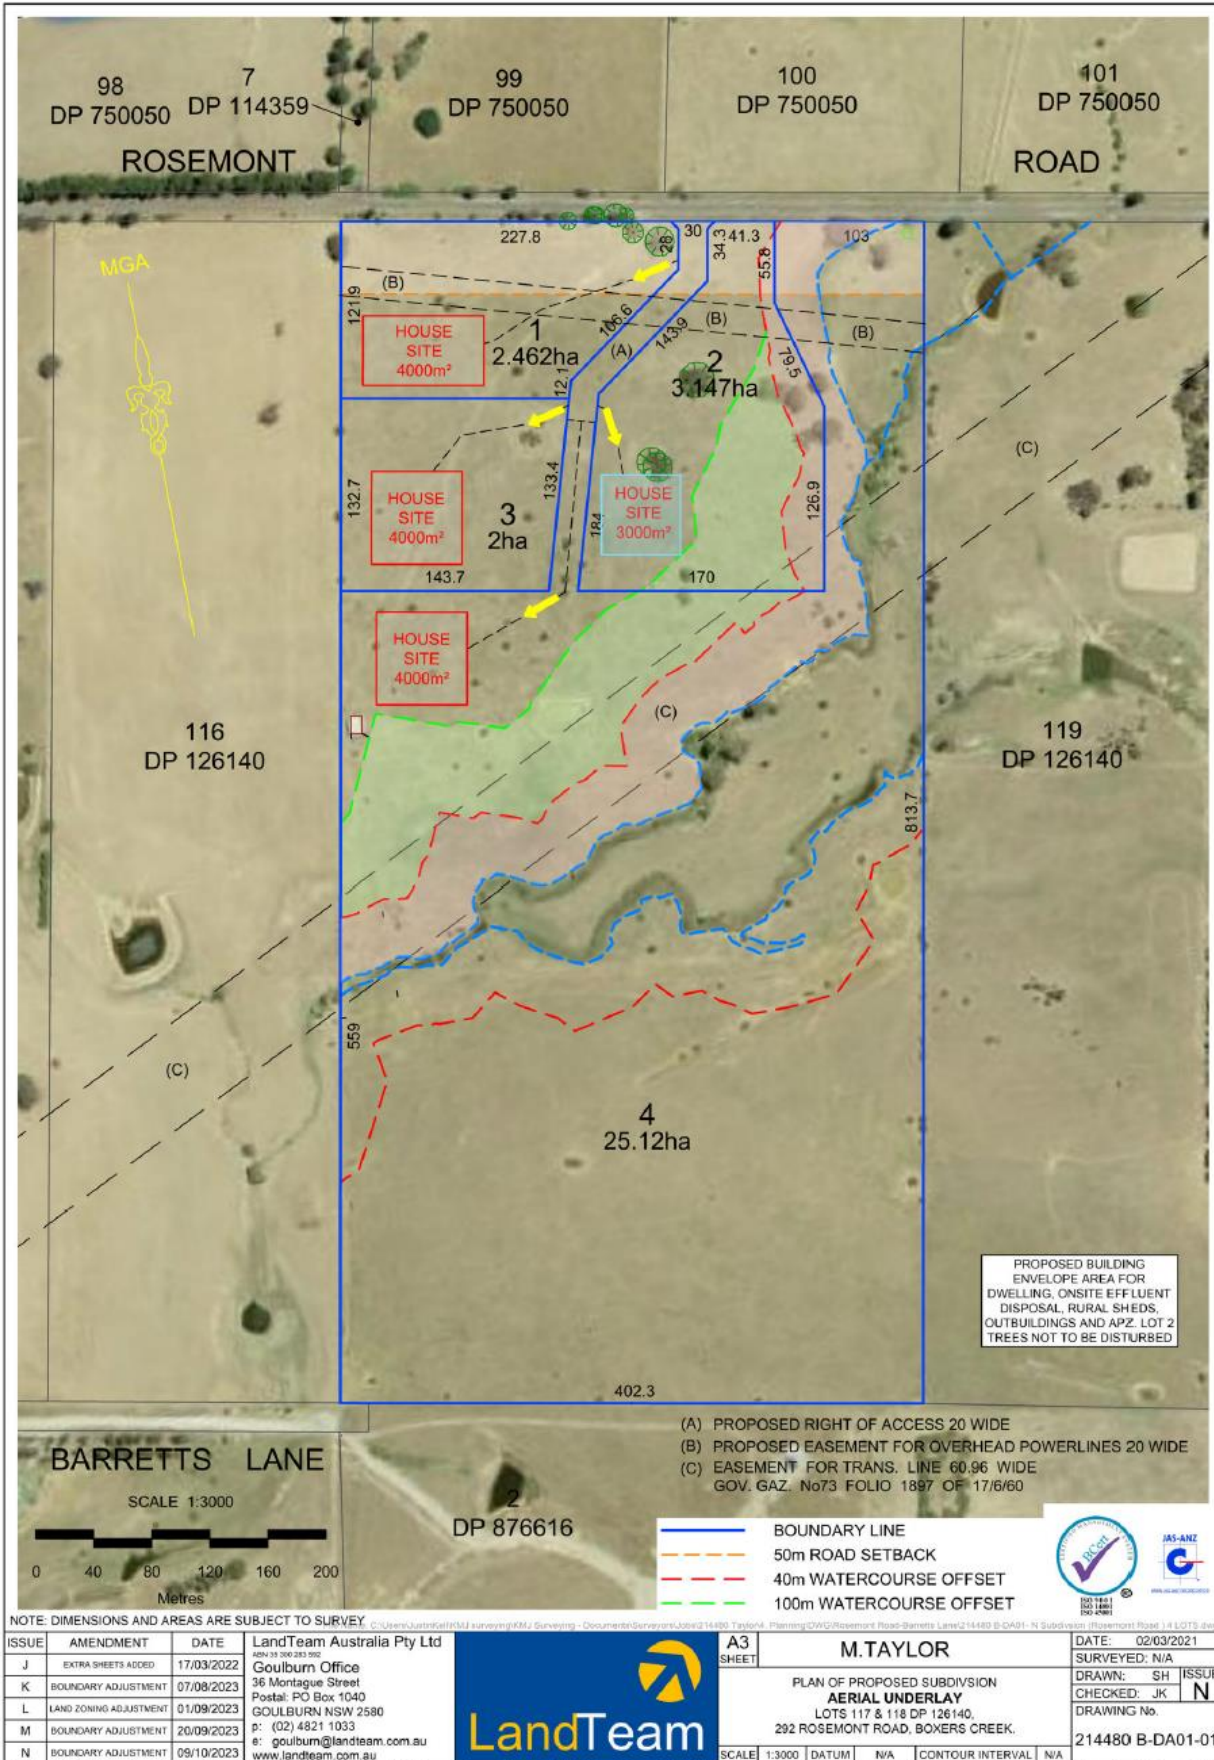 98
DP 750050
7
DP 114359
99
DP 750050
100
DP 750050
101
DP 750050
ROSEMONT
ROAD
MGA
227.8
28
30
34.3
41.3
55.8
103
(B)
(B)
(B)
121.9
HOUSE
SITE
4000m²
1
2.462ha
106.6
(A)
143.9
2
3.147ha
79.5
12.1
(C)
132.7
HOUSE
SITE
4000m²
3
2ha
133.4
184
HOUSE
SITE
3000m²
126.9
143.7
170
HOUSE
SITE
4000m²
(C)
116
DP 126140
119
DP 126140
813.7
559
(C)
4
25.12ha
PROPOSED BUILDING
ENVELOPE AREA FOR
DWELLING, ONSITE EFFLUENT
DISPOSAL, RURAL SHEDS,
OUTBUILDINGS AND APZ. LOT 2
TREES NOT TO BE DISTURBED
402.3
(A) PROPOSED RIGHT OF ACCESS 20 WIDE
(B) PROPOSED EASEMENT FOR OVERHEAD POWERLINES 20 WIDE
(C) EASEMENT FOR TRANS. LINE 60.96 WIDE
GOV. GAZ. No73 FOLIO 1897 OF 17/6/60
BARRETTS LANE
SCALE 1:3000
0 40 80 120 160 200
Metres
2
DP 876616
BOUNDARY LINE
50m ROAD SETBACK
40m WATERCOURSE OFFSET
100m WATERCOURSE OFFSET
BCert
ISO 9001
ISO 14001
ISO 45001
®
JAS-ANZ
NOTE: DIMENSIONS AND AREAS ARE SUBJECT TO SURVEY
ISSUE AMENDMENT DATE
J EXTRA SHEETS ADDED 17/03/2022
K BOUNDARY ADJUSTMENT 07/08/2023
L LAND ZONING ADJUSTMENT 01/09/2023
M BOUNDARY ADJUSTMENT 20/09/2023
N BOUNDARY ADJUSTMENT 09/10/2023
LandTeam Australia Pty Ltd
Goulburn Office
36 Montague Street
Postal: PO Box 1040
GOULBURN NSW 2580
p: (02) 4821 1033
e: goulburn@landteam.com.au
www.landteam.com.au
LandTeam
A3
SHEET
M.TAYLOR
PLAN OF PROPOSED SUBDIVSION
AERIAL UNDERLAY
LOTS 117 & 118 DP 126140,
292 ROSEMONT ROAD, BOXERS CREEK.
SCALE 1:3000 DATUM N/A CONTOUR INTERVAL N/A
DATE: 02/03/2021
SURVEYED: N/A
DRAWN: SH
CHECKED: JK
ISSUE
N
DRAWING No.
214480 B-DA01-01